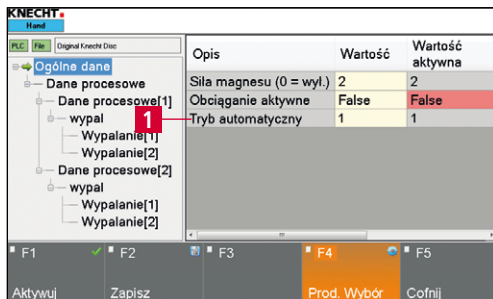 KNECHT
Hand
PLC File Original Knecht Disc
Ogólne dane
Dane procesowe
Dane procesowe[1]
wypal
Wypalanie[1]
Wypalanie[2]
Dane procesowe[2]
wypal
Wypalanie[1]
Wypalanie[2]
Opis Wartość Wartość aktywna
Siła magnesu (0 = wył.) 2 2
Obciąganie aktywne False False
1 Tryb automatyczny 1 1
F1 F2 F3 F4 F5
Aktywuj Zapisz Prod. Wybór Cofnij